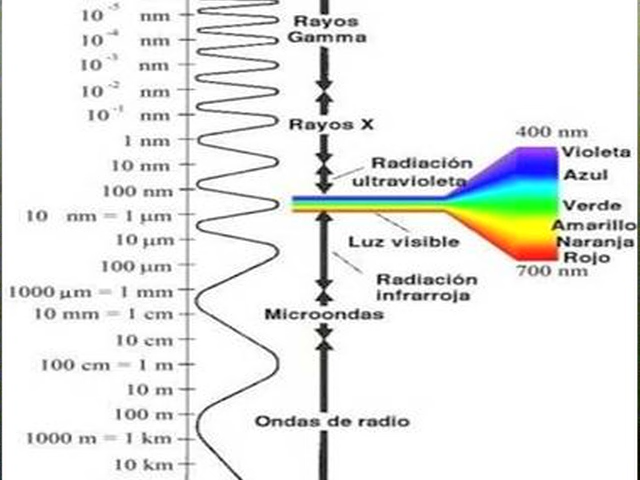 10⁻⁵ nm
10⁻⁴ nm
10⁻³ nm
10⁻² nm
10⁻¹ nm
1 nm
10 nm
100 nm
10 nm = 1 µm
10 µm
100 µm
1000 µm = 1 mm
10 mm = 1 cm
10 cm
100 cm = 1 m
10 m
100 m
1000 m = 1 km
10 km
Rayos
Gamma
Rayos X
Radiación
ultravioleta
Luz visible
Radiación
infrarroja
Microondas
Ondas de radio
400 nm
Violeta
Azul
Verde
Amarillo
Naranja
Rojo
700 nm